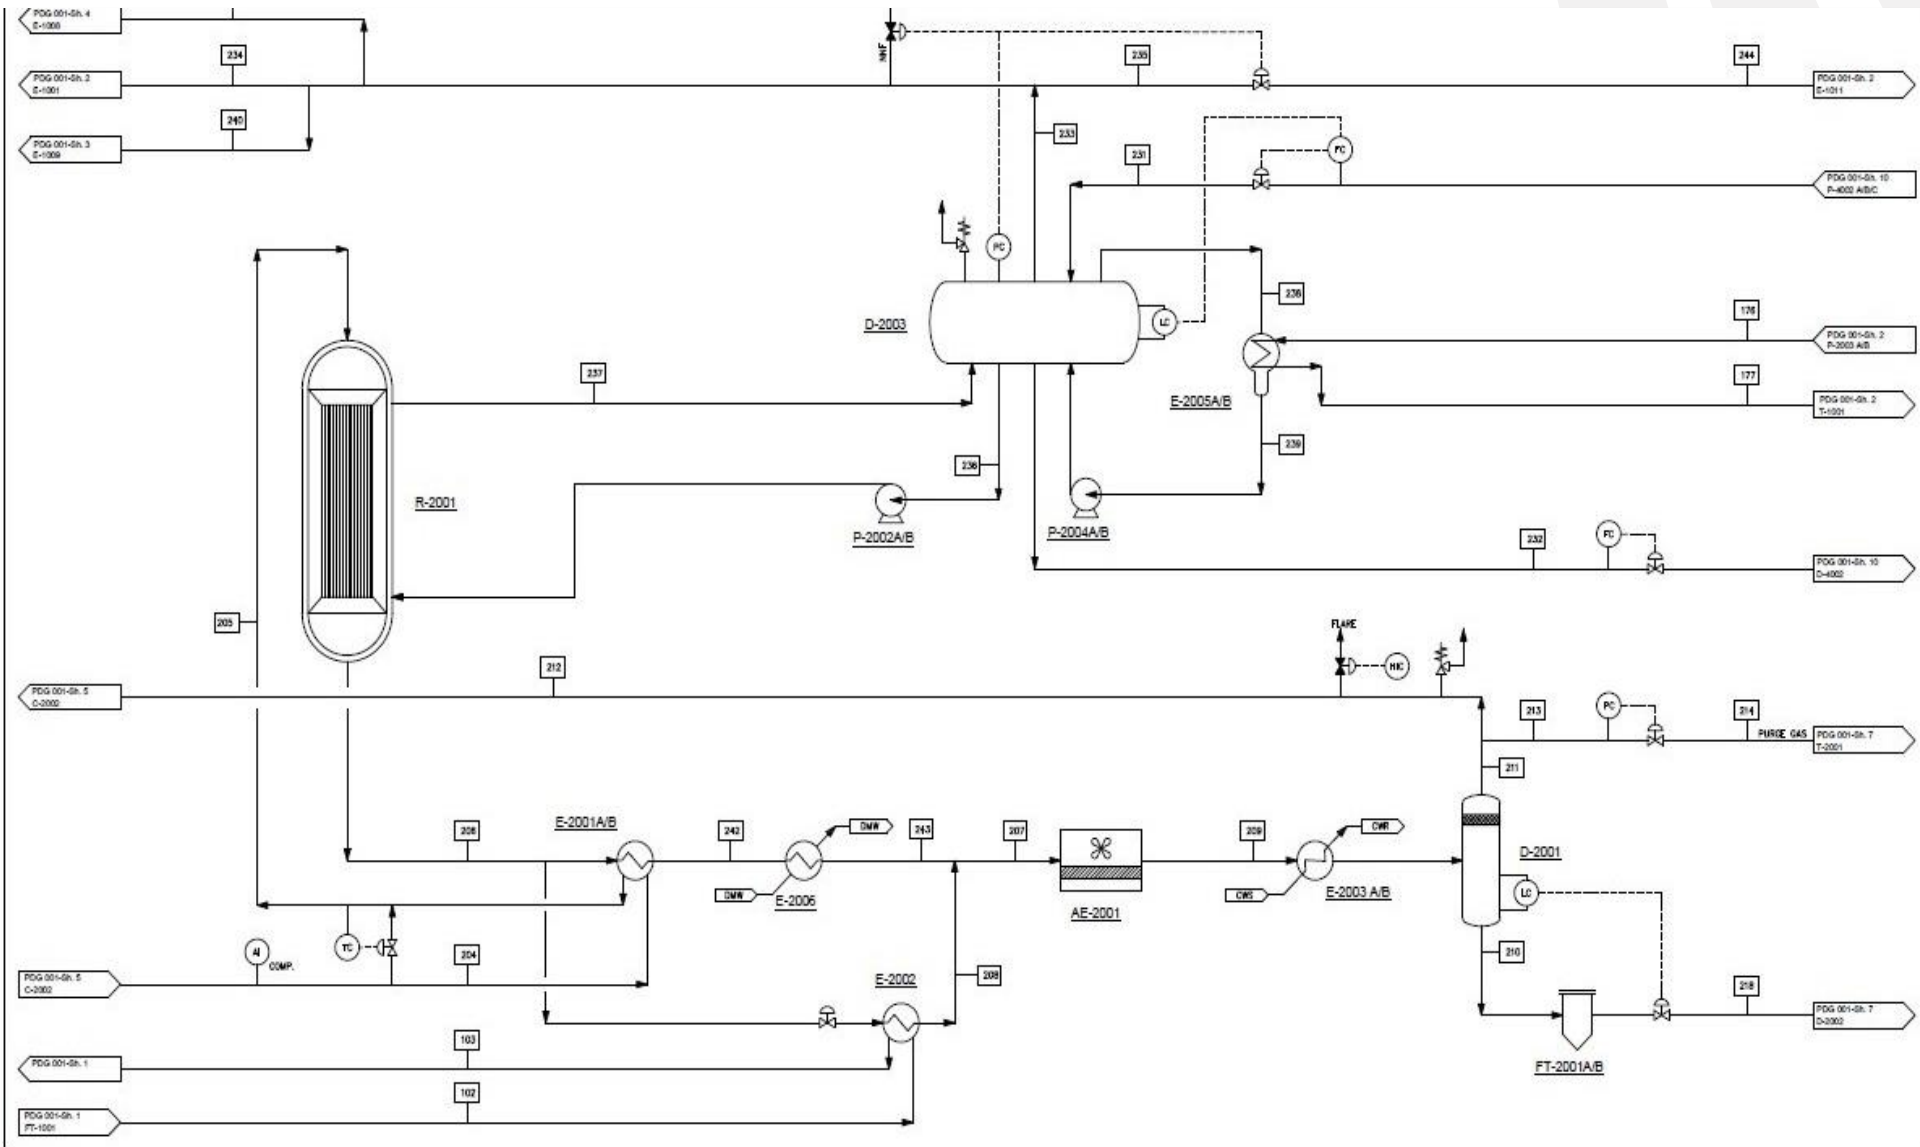 PDG 001-Sh. 4
E-1008
234
PDG 001-Sh. 2
E-1001
240
PDG 001-Sh. 3
E-1009
NNF
235
244
PDG 001-Sh. 2
E-1011
233
231
FC
PDG 001-Sh. 10
P-4002 A/B/C
PC
D-2003
LC
238
176
PDG 001-Sh. 2
P-2003 A/B
237
E-2005A/B
177
PDG 001-Sh. 2
T-1001
239
236
R-2001
P-2002A/B
P-2004A/B
232
FC
PDG 001-Sh. 10
D-4002
205
FLARE
HIC
212
PDG 001-Sh. 5
C-2002
213
PC
214
PURGE GAS
PDG 001-Sh. 7
T-2001
211
206
E-2001A/B
242
DMW
243
207
209
CWR
D-2001
DMW
E-2006
AE-2001
CWS
E-2003 A/B
LC
TC
AI
COMP.
204
PDG 001-Sh. 5
C-2002
E-2002
208
210
218
PDG 001-Sh. 7
D-2002
103
PDG 001-Sh. 1
FT-2001A/B
102
PDG 001-Sh. 1
FT-1001